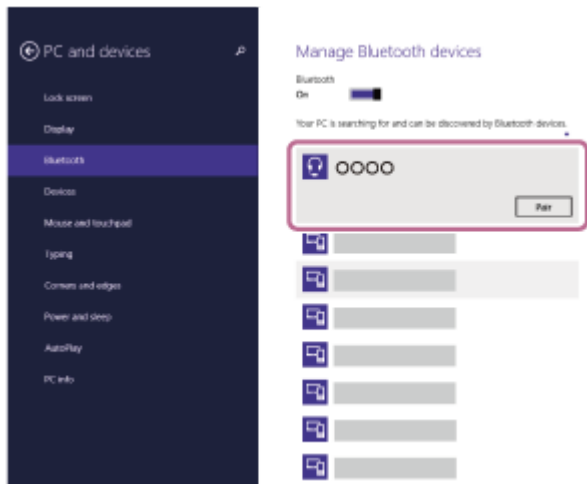 PC and devices
Lock screen
Display
Bluetooth
Devices
Mouse and touchpad
Typing
Corners and edges
Power and sleep
AutoPlay
PC info
Manage Bluetooth devices
Bluetooth
On
Your PC is searching for and can be discovered by Bluetooth devices.
OOOO
Pair